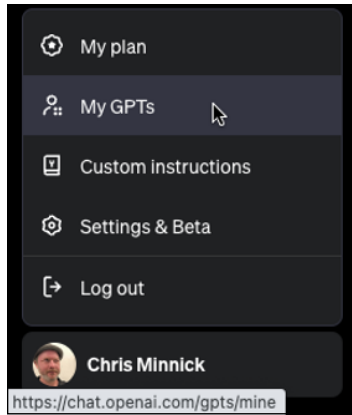 My plan
My GPTs
Custom instructions
Settings & Beta
Log out
Chris Minnick
https://chat.openai.com/gpts/mine